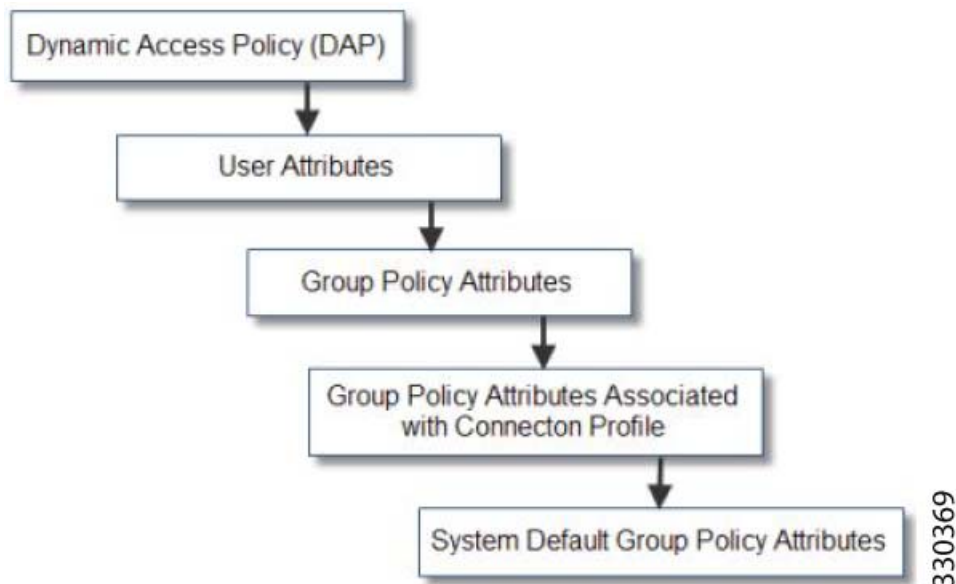 Dynamic Access Policy (DAP)
User Attributes
Group Policy Attributes
Group Policy Attributes Associated
with Connecton Profile
System Default Group Policy Attributes
330369